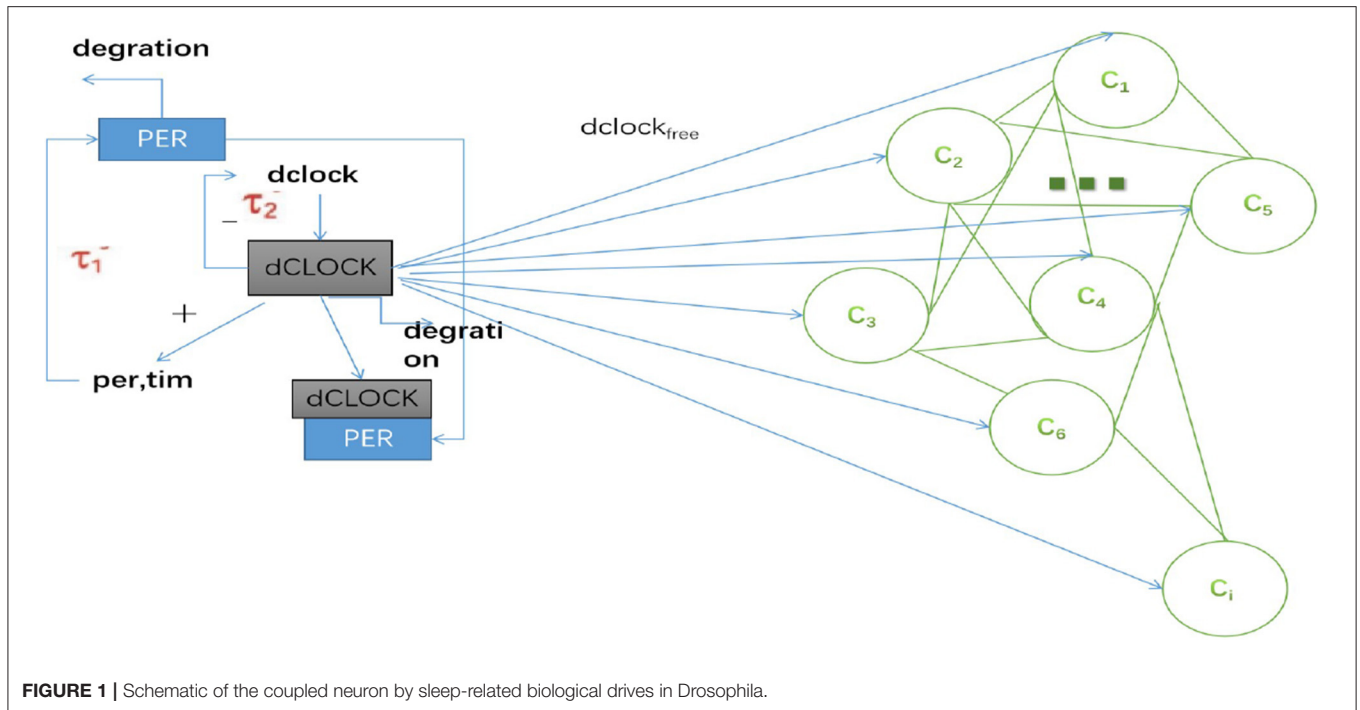 degration
PER
dclock
− τ2-
τ1-
dCLOCK
+
degrati
on
per,tim
dCLOCK
PER
dclockfree
C1
C2
C5
C3
C4
C6
Ci
FIGURE 1 | Schematic of the coupled neuron by sleep-related biological drives in Drosophila.